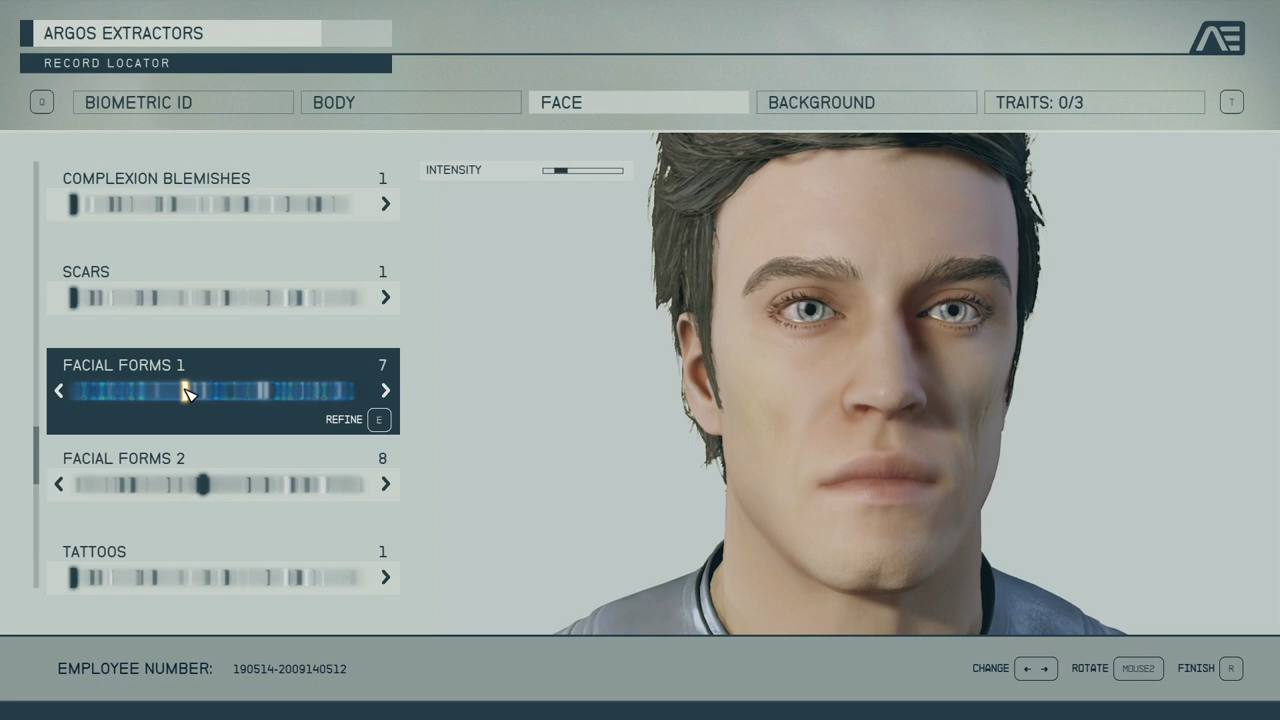 ARGOS EXTRACTORS
RECORD LOCATOR
Q BIOMETRIC ID BODY FACE BACKGROUND TRAITS: 0/3 T
COMPLEXION BLEMISHES 1
INTENSITY
SCARS 1
FACIAL FORMS 1 7
REFINE E
FACIAL FORMS 2 8
TATTOOS 1
EMPLOYEE NUMBER: 190514-2009140512
CHANGE ← → ROTATE MOUSE2 FINISH R